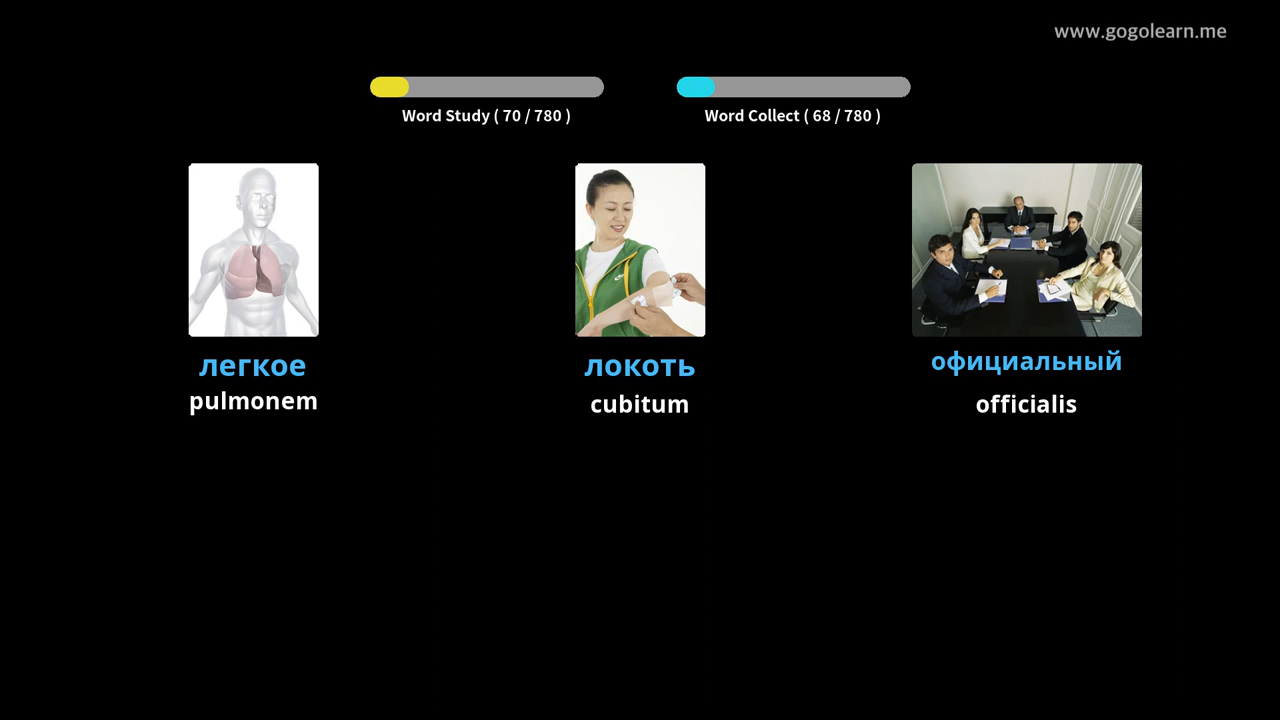 www.gogolearn.me
Word Study ( 70 / 780 )
Word Collect ( 68 / 780 )
легкое
pulmonem
локоть
cubitum
официальный
officialis